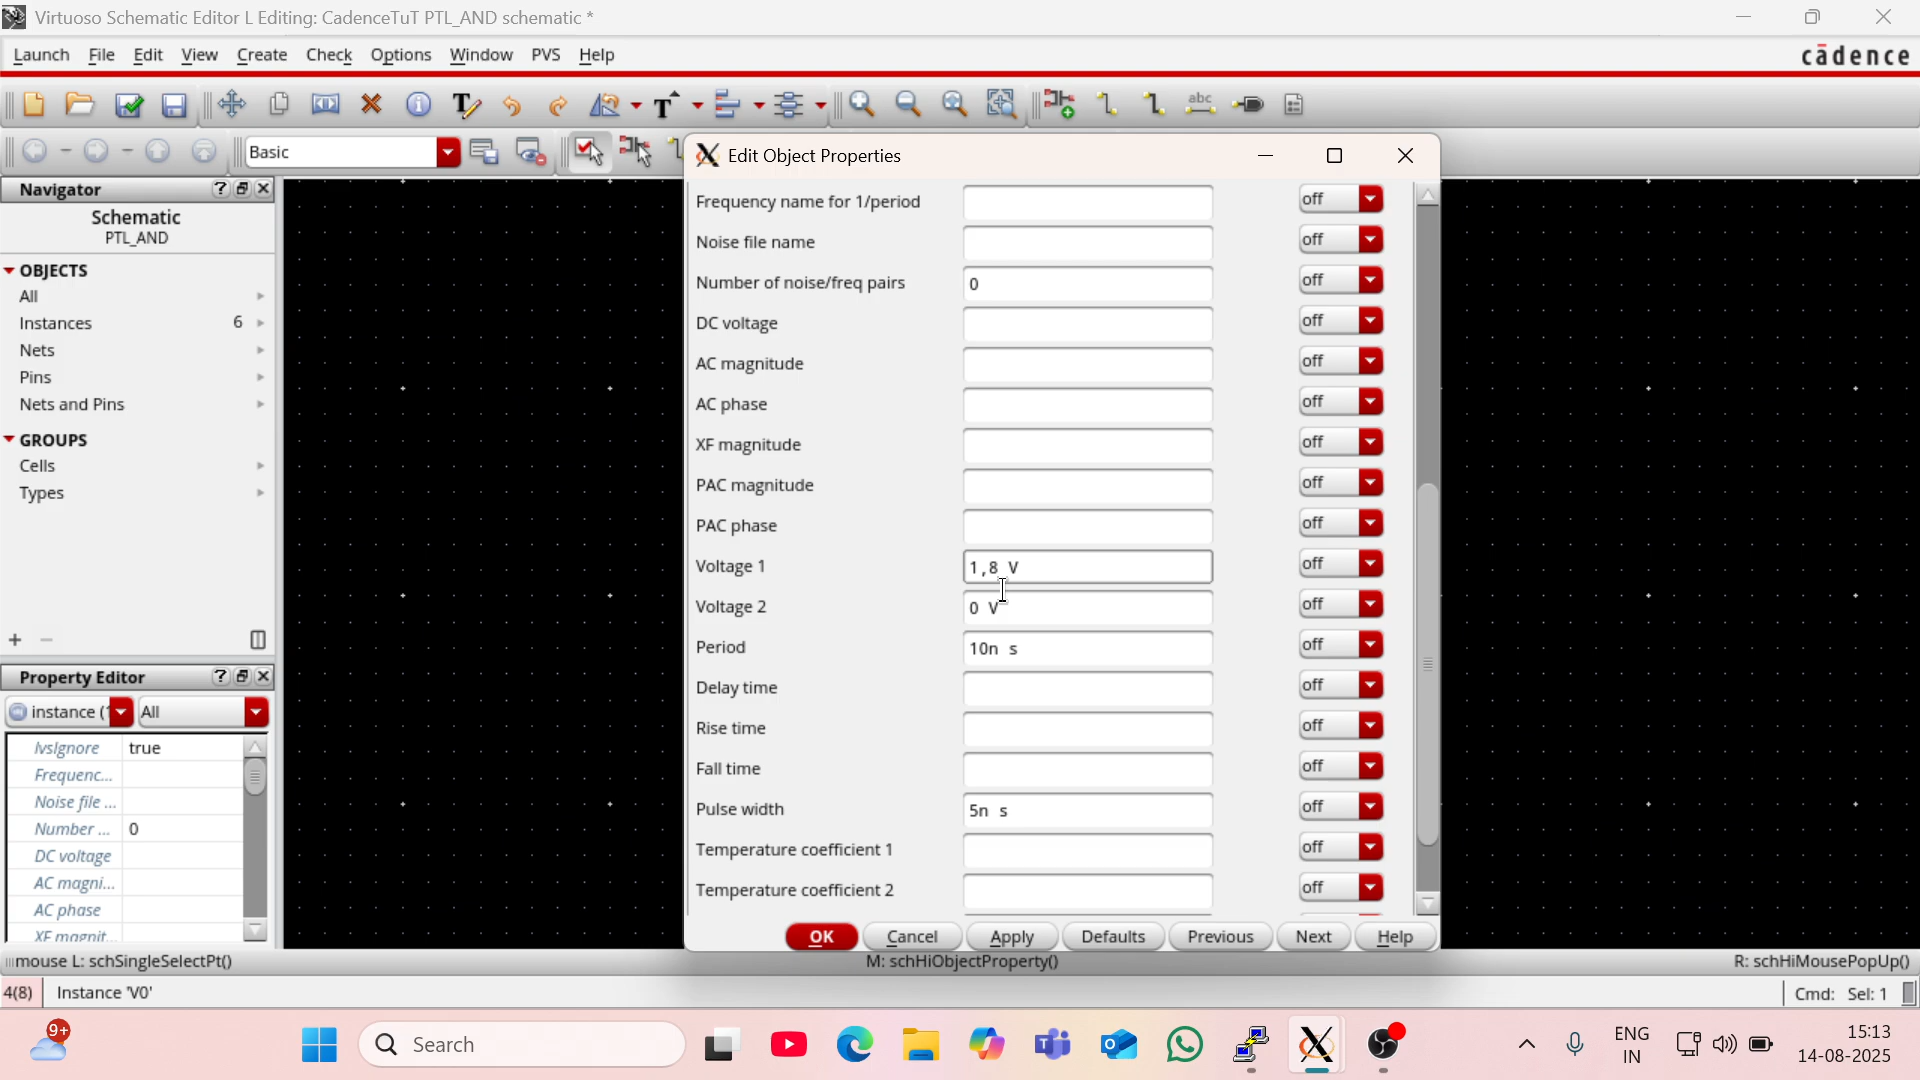 Virtuoso Schematic Editor L Editing: CadenceTuT PTL_AND schematic *
Launch File Edit View Create Check Options Window PVS Help cādence
abc
Basic
Navigator
Schematic
PTL_AND
OBJECTS
All
Instances 6
Nets
Pins
Nets and Pins
GROUPS
Cells
Types
Property Editor
instance (1 All
lvsIgnore true
Frequenc...
Noise file ...
Number ... 0
DC voltage
AC magni...
AC phase
XF magnit...
Edit Object Properties
Frequency name for 1/period off
Noise file name off
Number of noise/freq pairs 0 off
DC voltage off
AC magnitude off
AC phase off
XF magnitude off
PAC magnitude off
PAC phase off
Voltage 1 1,8 V off
Voltage 2 0 V off
Period 10n s off
Delay time off
Rise time off
Fall time off
Pulse width 5n s off
Temperature coefficient 1 off
Temperature coefficient 2 off
OK Cancel Apply Defaults Previous Next Help
mouse L: schSingleSelectPt() M: schHiObjectProperty() R: schHiMousePopUp()
4(8) Instance 'V0' Cmd: Sel: 1
9+ Search ENG IN 15:13 14-08-2025